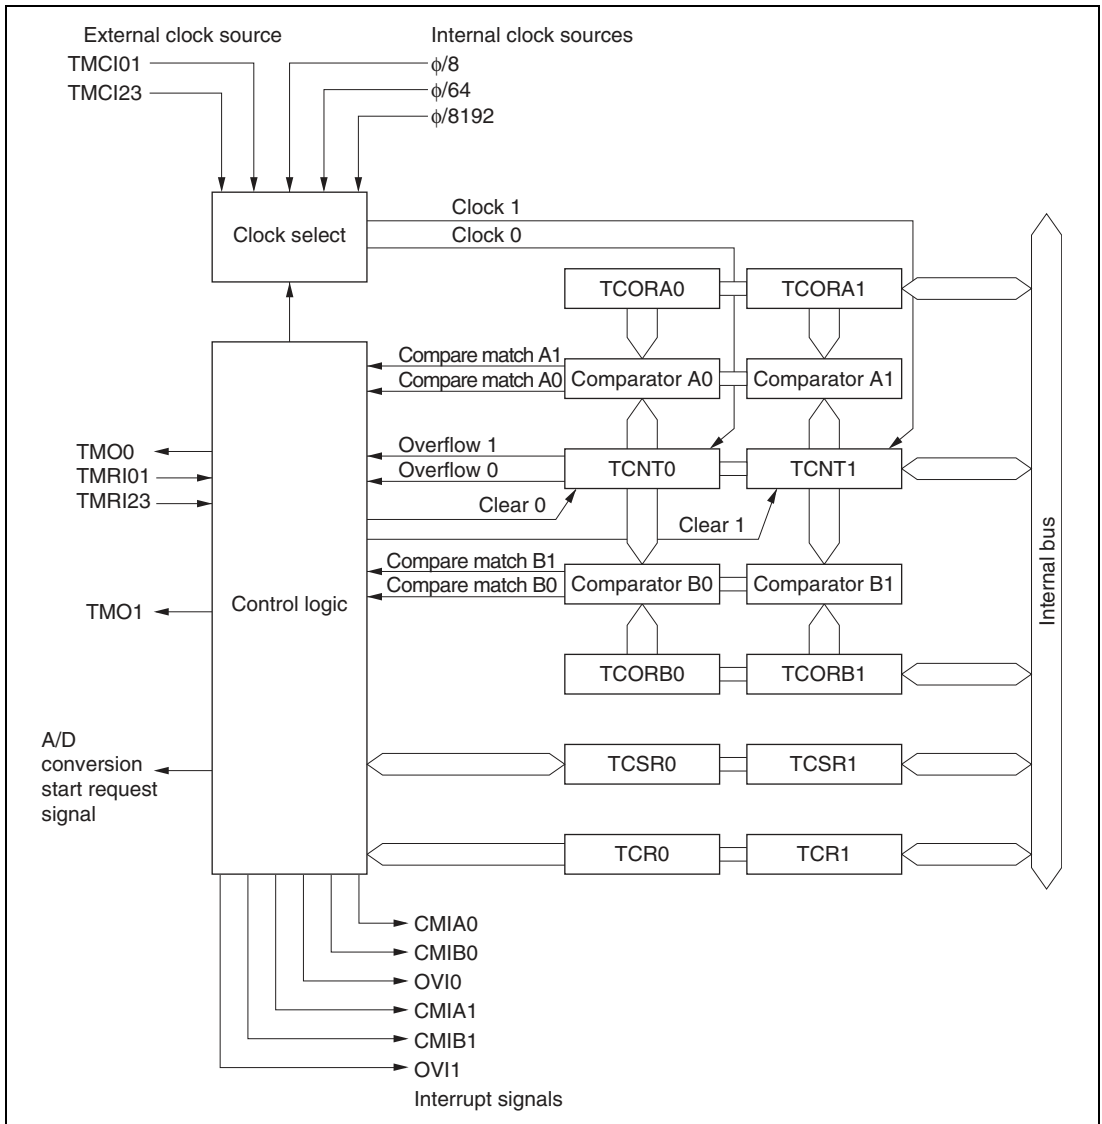 External clock source
Internal clock sources
TMCI01
TMCI23
ϕ/8
ϕ/64
ϕ/8192
Clock select
Clock 1
Clock 0
TCORA0
TCORA1
Compare match A1
Compare match A0
Comparator A0
Comparator A1
TMO0
TMRI01
TMRI23
Overflow 1
Overflow 0
TCNT0
TCNT1
Clear 0
Clear 1
Compare match B1
Compare match B0
Comparator B0
Comparator B1
Control logic
TMO1
Internal bus
TCORB0
TCORB1
A/D
conversion
start request
signal
TCSR0
TCSR1
TCR0
TCR1
CMIA0
CMIB0
OVI0
CMIA1
CMIB1
OVI1
Interrupt signals